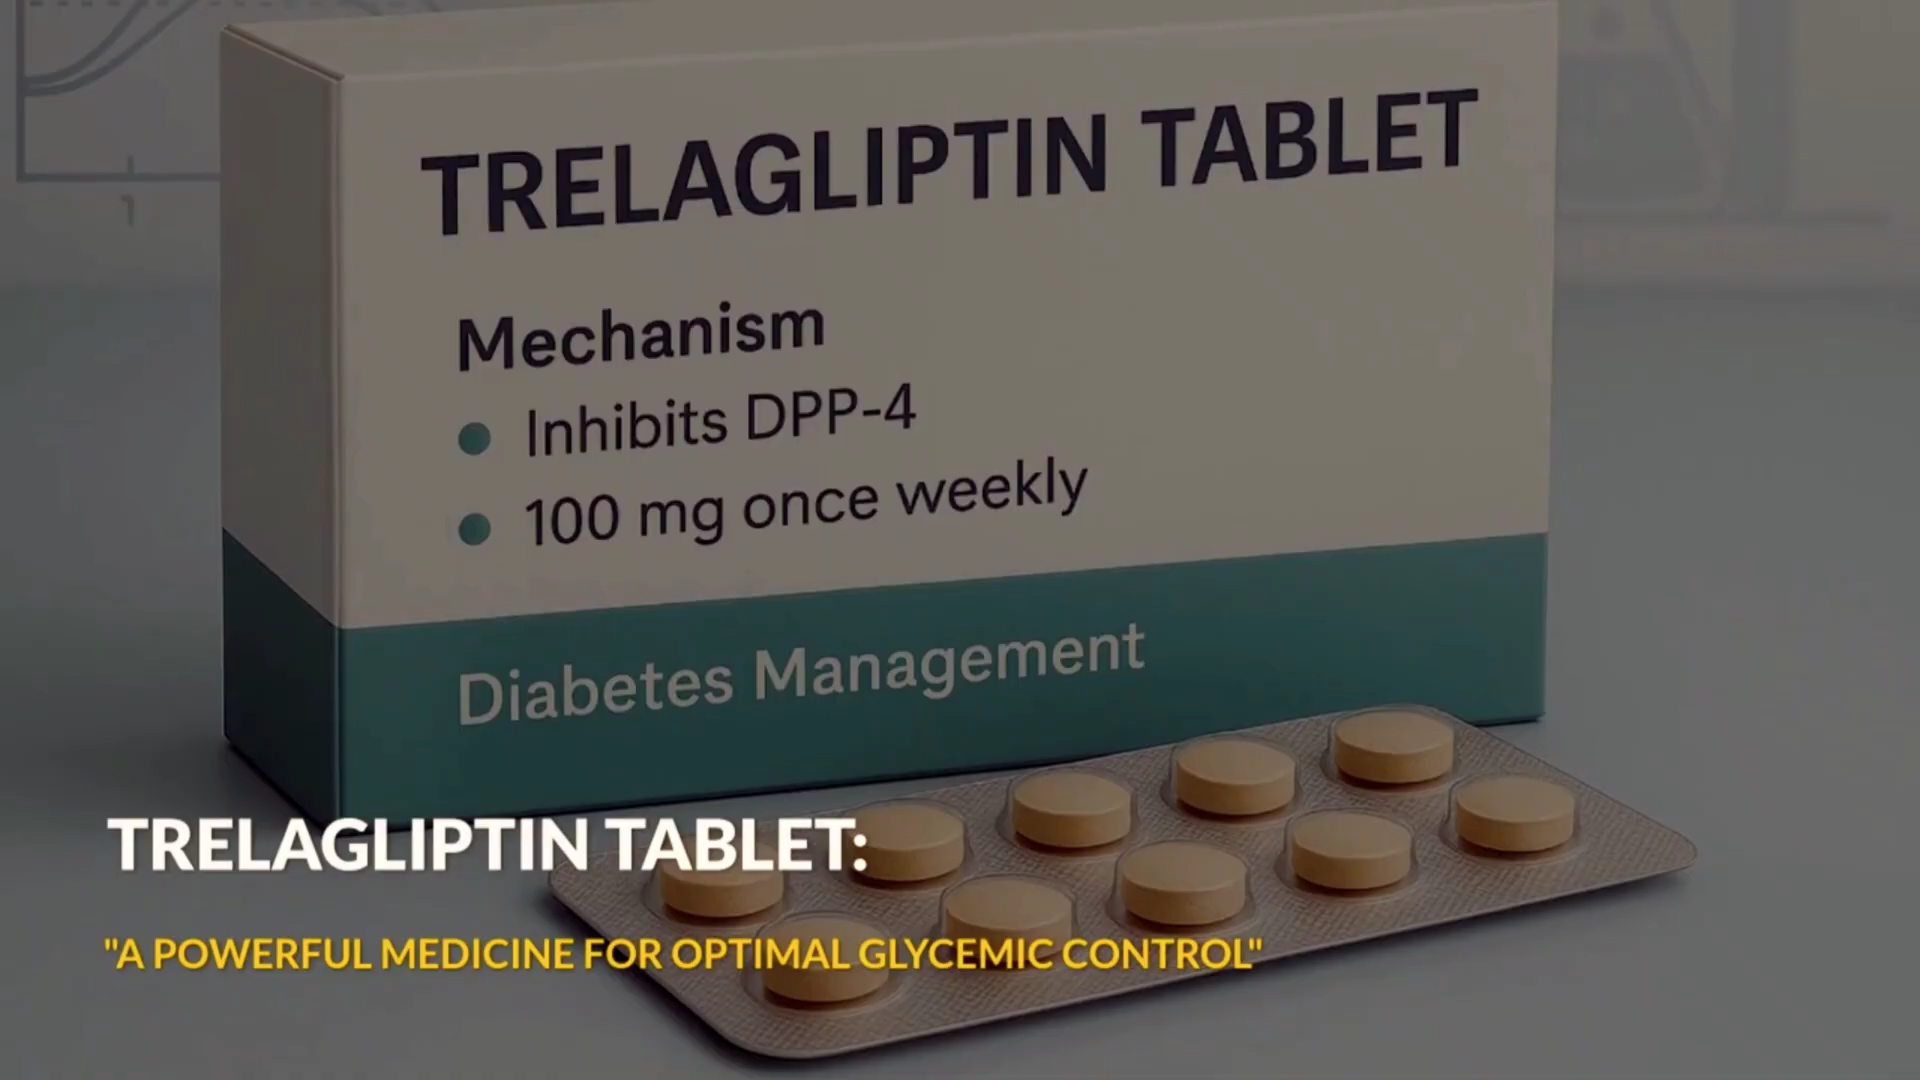 TRELAGLIPTIN TABLET
Mechanism
Inhibits DPP-4
100 mg once weekly
Diabetes Management
TRELAGLIPTIN TABLET:
"A POWERFUL MEDICINE FOR OPTIMAL GLYCEMIC CONTROL"